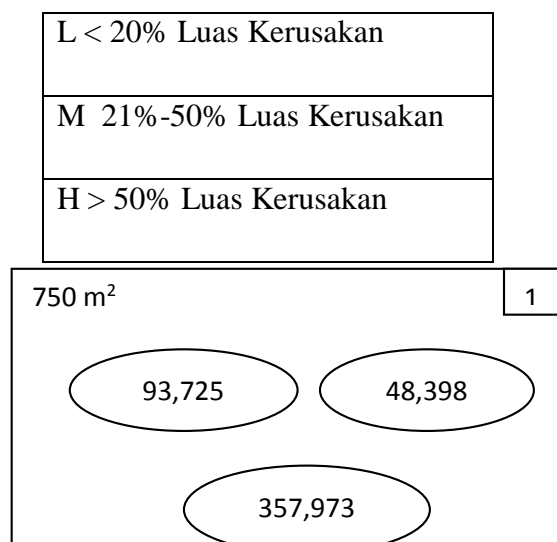 L < 20% Luas Kerusakan
M 21%-50% Luas Kerusakan
H > 50% Luas Kerusakan
750 m²
1
93,725
48,398
357,973